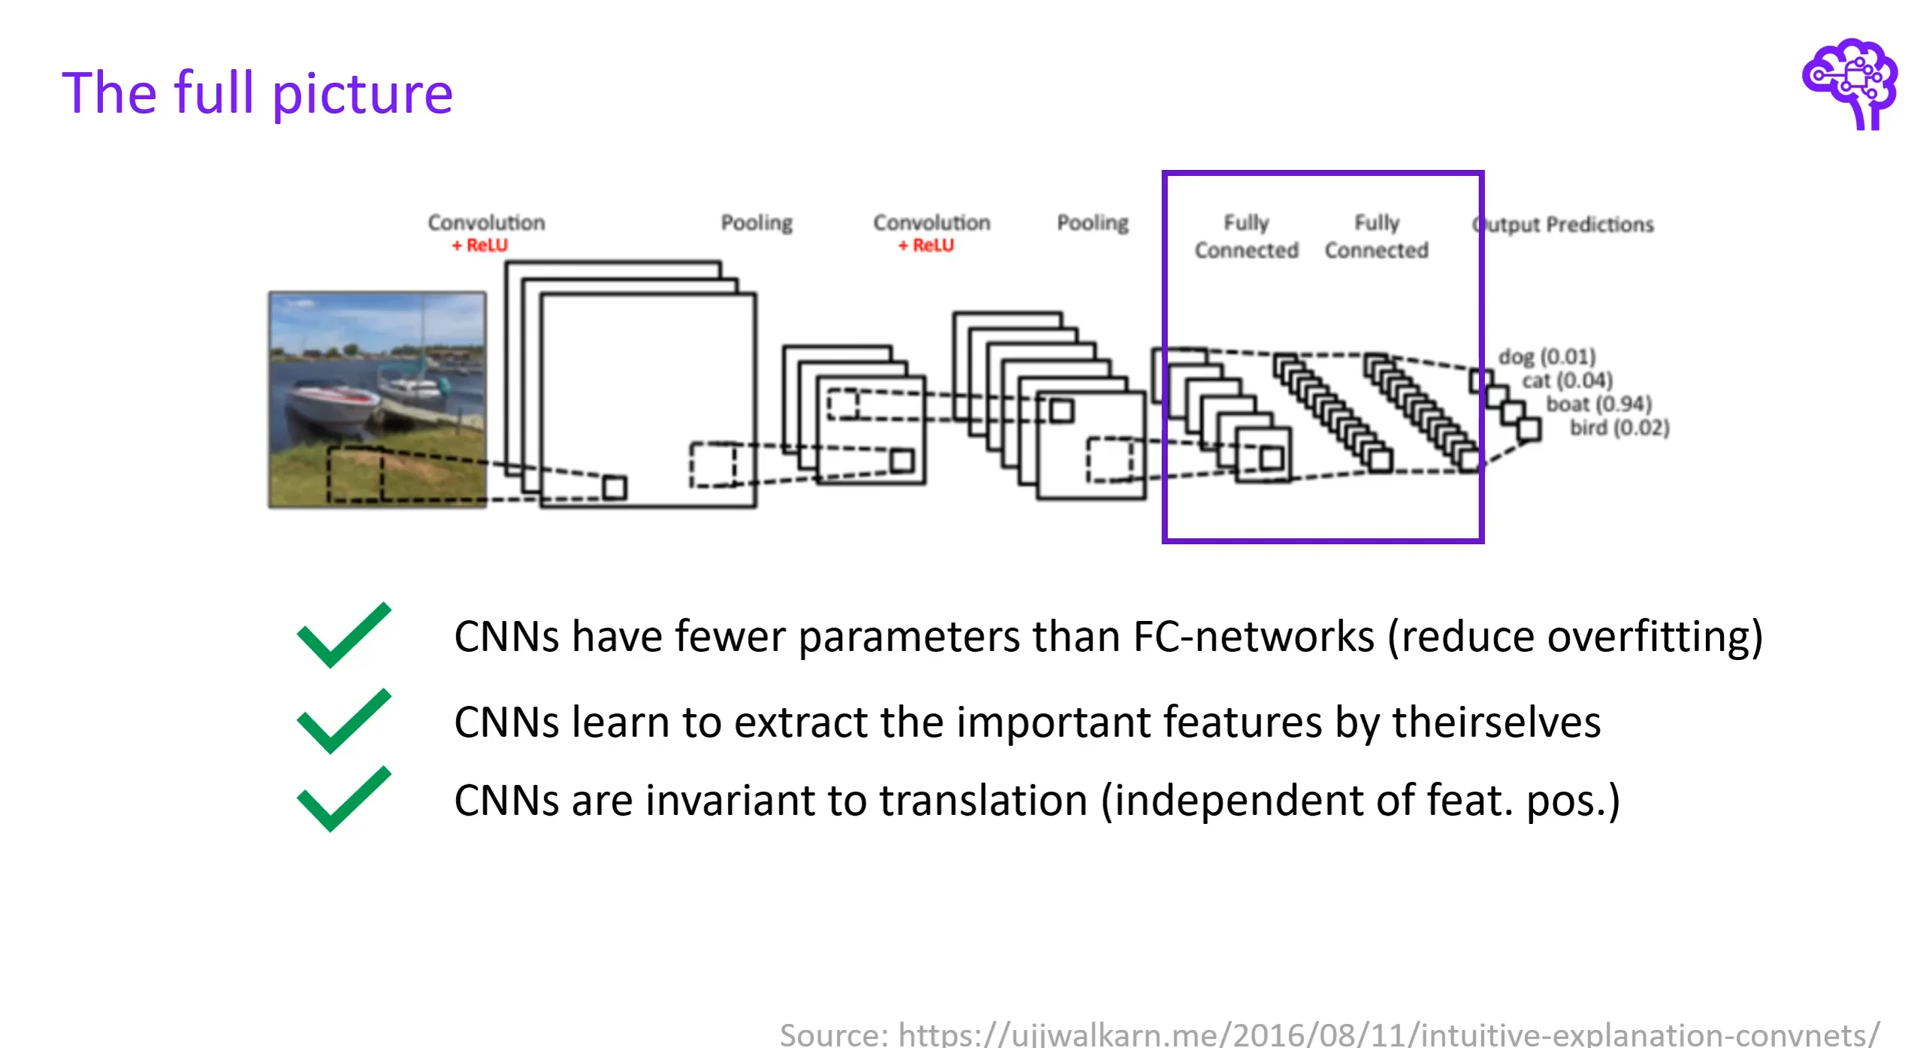 The full picture
Convolution
+ ReLU
Pooling
Convolution
+ ReLU
Pooling
Fully
Connected
Fully
Connected
Output Predictions
dog (0.01)
cat (0.04)
boat (0.94)
bird (0.02)
CNNs have fewer parameters than FC-networks (reduce overfitting)
CNNs learn to extract the important features by theirselves
CNNs are invariant to translation (independent of feat. pos.)
Source: https://ujjwalkarn.me/2016/08/11/intuitive-explanation-convnets/